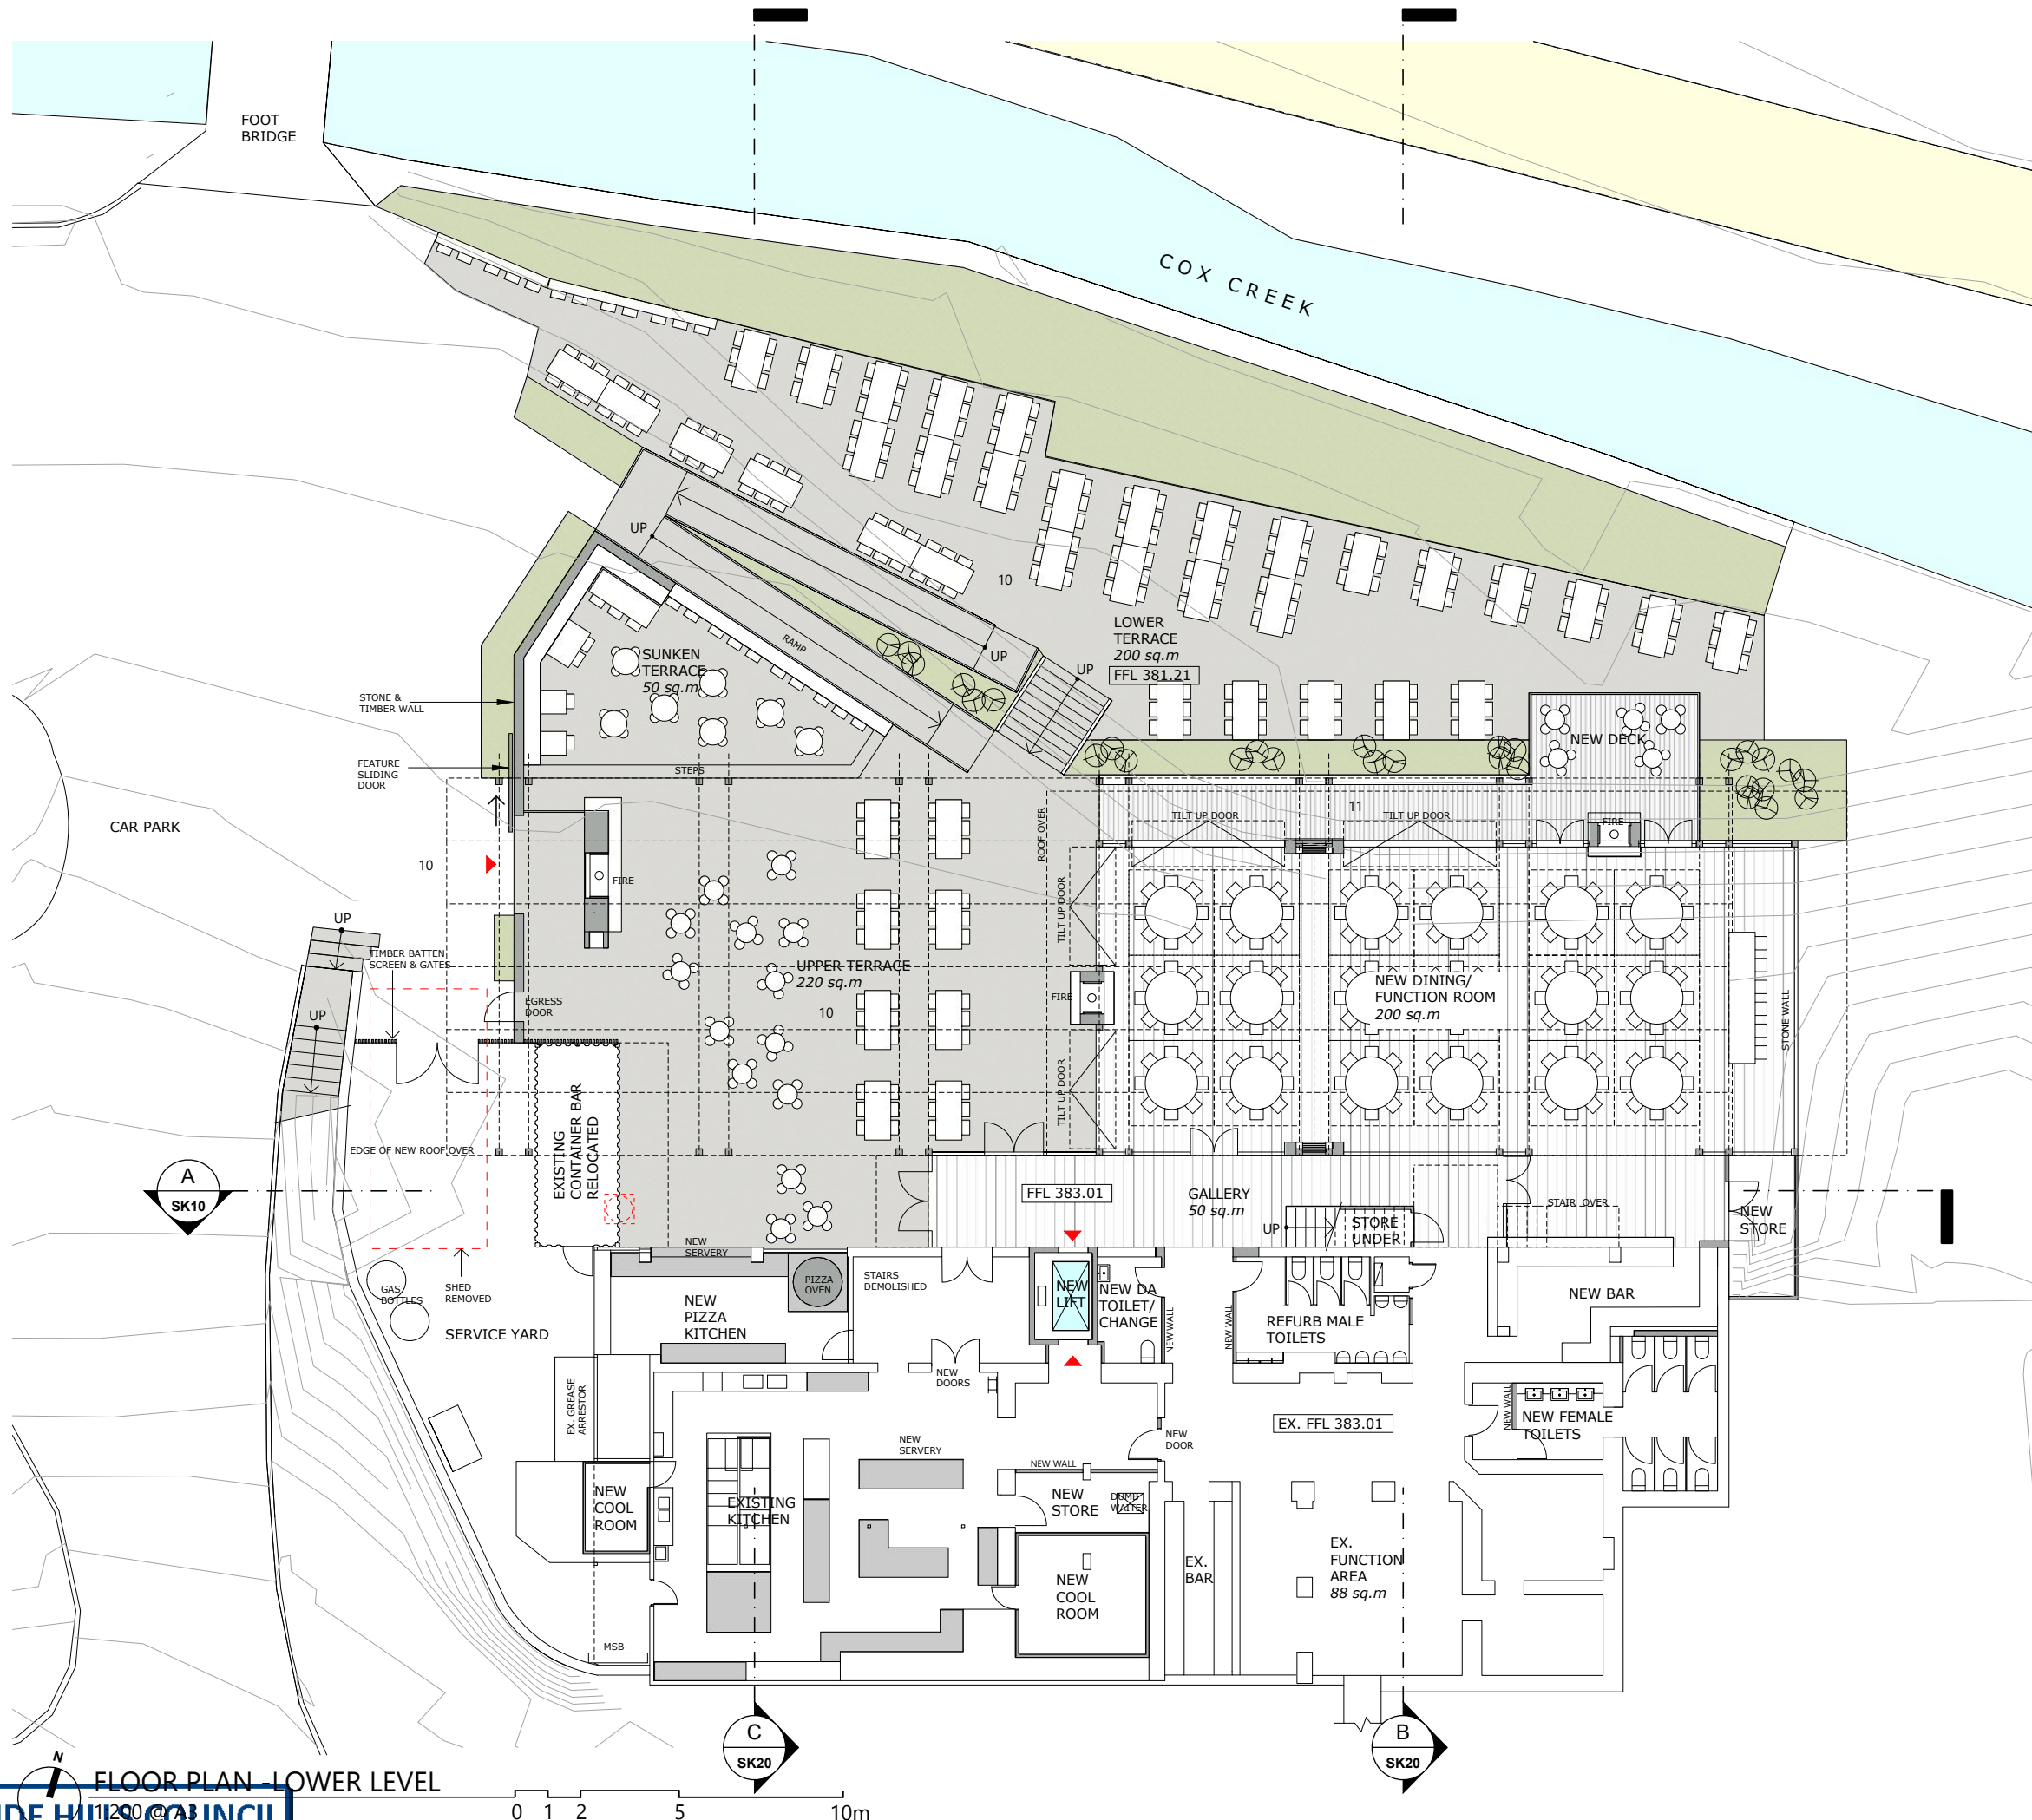 FOOT
BRIDGE
COX CREEK
UP
10
LOWER
TERRACE
200 sq.m
FFL 381.21
SUNKEN
TERRACE
50 sq.m
RAMP
UP
UP
STONE &
TIMBER WALL
FEATURE
SLIDING
DOOR
STEPS
NEW DECK
CAR PARK
10
FIRE
ROOF OVER
TILT UP DOOR
11
TILT UP DOOR
FIRE
TILT UP DOOR
UP
TIMBER BATTEN
SCREEN & GATES
UPPER TERRACE
220 sq.m
10
FIRE
NEW DINING/
FUNCTION ROOM
200 sq.m
STONE WALL
EGRESS
DOOR
UP
TILT UP DOOR
EXISTING
CONTAINER BAR
RELOCATED
EDGE OF NEW ROOF OVER
A
SK10
FFL 383.01
GALLERY
50 sq.m
UP
STORE
UNDER
STAIR OVER
NEW
STORE
NEW
SERVERY
PIZZA
OVEN
STAIRS
DEMOLISHED
GAS
BOTTLES
SHED
REMOVED
NEW
PIZZA
KITCHEN
NEW
LIFT
NEW DA
TOILET/
CHANGE
NEW WALL
NEW WALL
REFURB MALE
TOILETS
NEW BAR
SERVICE YARD
NEW
DOORS
EX. GREASE
ARRESTOR
NEW
SERVERY
NEW
DOOR
EX. FFL 383.01
NEW WALL
NEW FEMALE
TOILETS
NEW WALL
NEW
COOL
ROOM
EXISTING
KITCHEN
NEW
STORE
DUMB
WAITER
NEW
COOL
ROOM
EX.
BAR
EX.
FUNCTION
AREA
88 sq.m
MSB
C
SK20
B
SK20
N
FLOOR PLAN -LOWER LEVEL
1:200 @ A3
0 1 2 5 10m